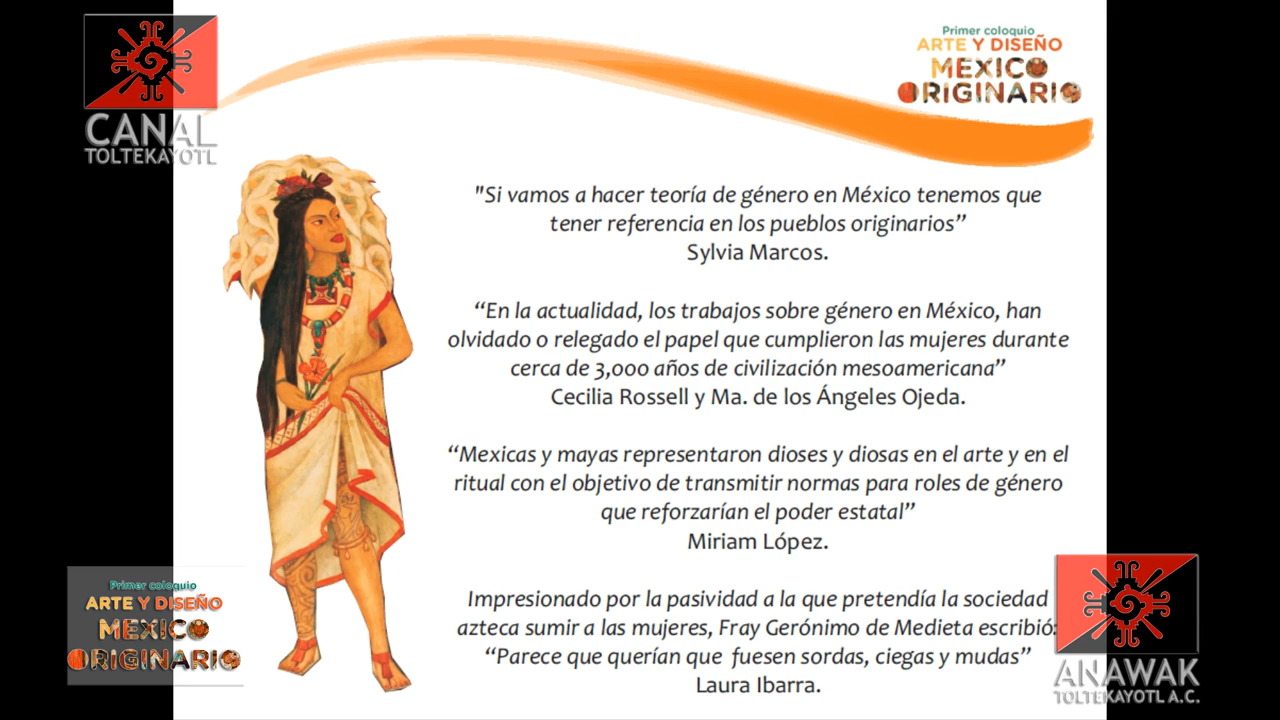 CANAL
TOLTEKAYOTL
Primer coloquio
ARTE Y DISEÑO
MEXICO
ORIGINARIO
"Si vamos a hacer teoría de género en México tenemos que
tener referencia en los pueblos originarios”
Sylvia Marcos.
“En la actualidad, los trabajos sobre género en México, han
olvidado o relegado el papel que cumplieron las mujeres durante
cerca de 3,000 años de civilización mesoamericana”
Cecilia Rossell y Ma. de los Ángeles Ojeda.
“Mexicas y mayas representaron dioses y diosas en el arte y en el
ritual con el objetivo de transmitir normas para roles de género
que reforzarían el poder estatal”
Miriam López.
Impresionado por la pasividad a la que pretendía la sociedad
azteca sumir a las mujeres, Fray Gerónimo de Medieta escribió:
“Parece que querían que fuesen sordas, ciegas y mudas”
Laura Ibarra.
Primer coloquio
ARTE Y DISEÑO
MEXICO
ORIGINARIO
ANAWAK
TOLTEKAYOTL A.C.